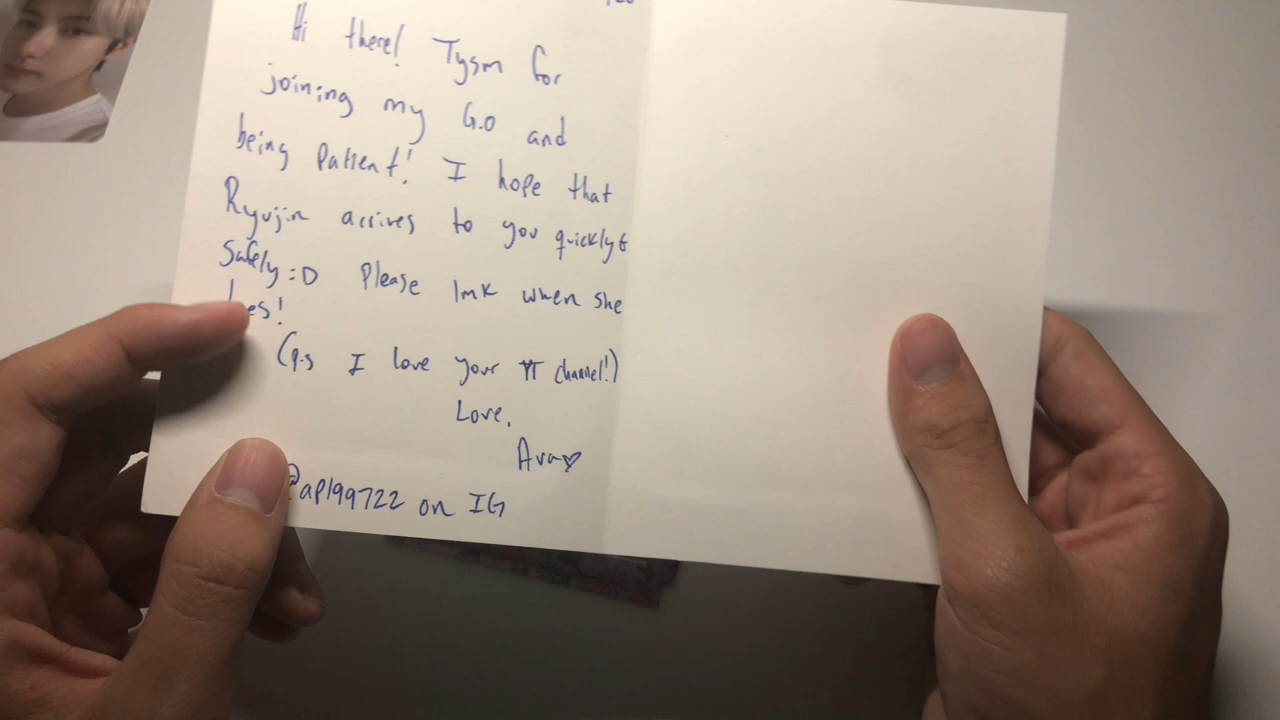 Hi there! Tysm for
joining my G.O and
being Patient! I hope that
Ryujin arrives to you quickly &
Safely :D Please lmk when she
(p.s I love your YT channel!)
Love,
Ava♡
@ap199722 on IG